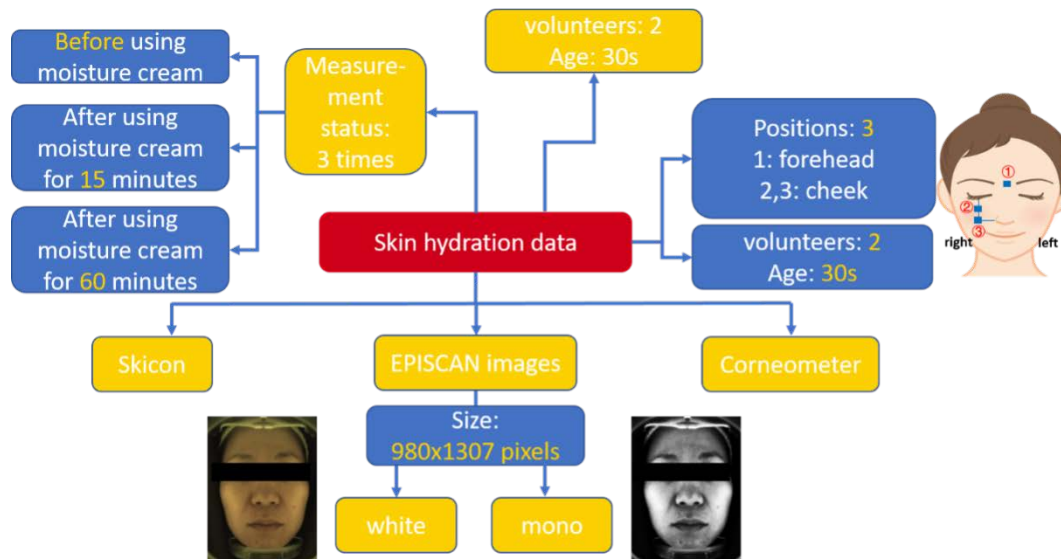 Before using
moisture cream
After using
moisture cream
for 15 minutes
After using
moisture cream
for 60 minutes
Measure-
ment
status:
3 times
volunteers: 2
Age: 30s
Positions: 3
1: forehead
2,3: cheek
①
②
③
right
left
volunteers: 2
Age: 30s
Skin hydration data
Skicon
EPISCAN images
Corneometer
Size:
980x1307 pixels
white
mono